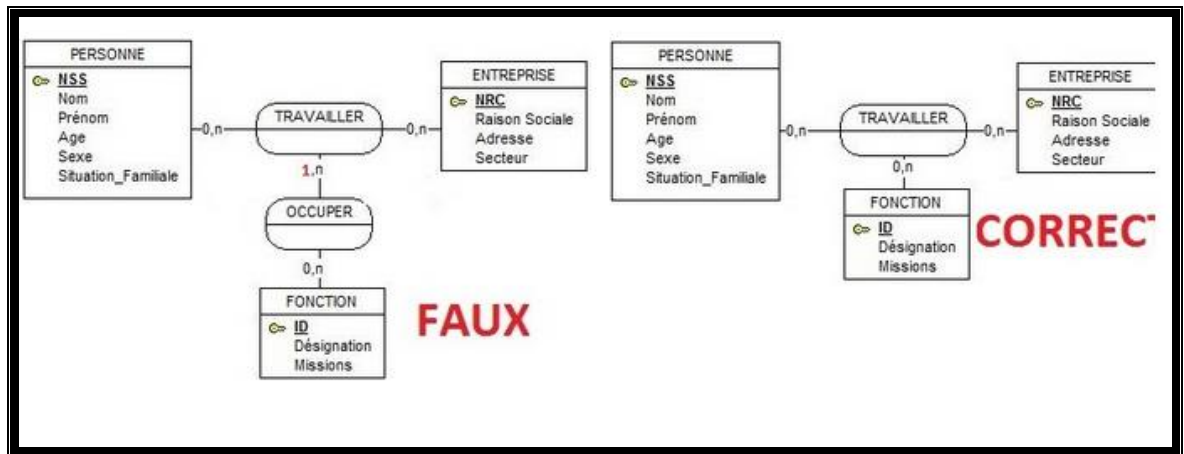 PERSONNE
NSS
Nom
Prénom
Age
Sexe
Situation_Familiale
0,n
TRAVAILLER
0,n
ENTREPRISE
NRC
Raison Sociale
Adresse
Secteur
1,n
OCCUPER
0,n
FONCTION
ID
Désignation
Missions
FAUX
PERSONNE
NSS
Nom
Prénom
Age
Sexe
Situation_Familiale
0,n
TRAVAILLER
0,n
ENTREPRISE
NRC
Raison Sociale
Adresse
Secteur
0,n
FONCTION
ID
Désignation
Missions
CORRECT